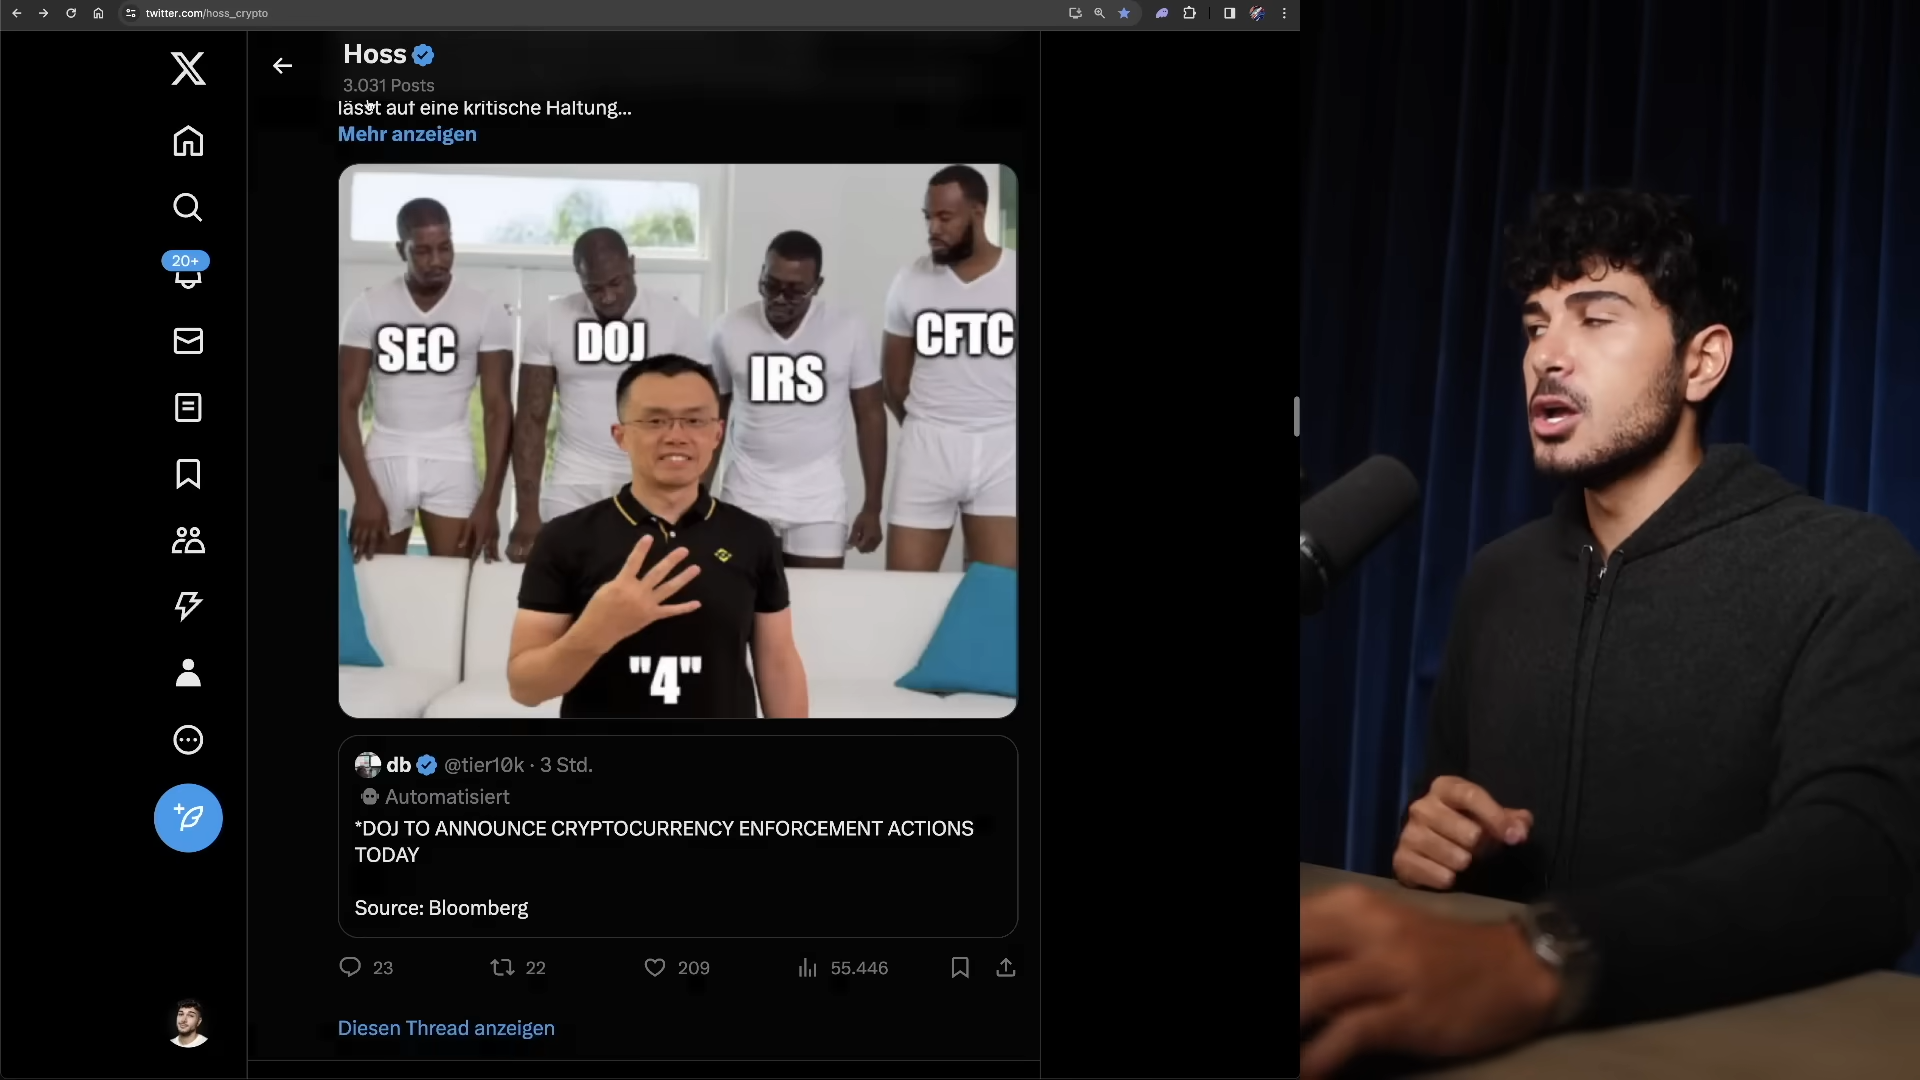 twitter.com/hoss_crypto
Hoss
3.031 Posts
lässt auf eine kritische Haltung...
Mehr anzeigen
20+
SEC
DOJ
IRS
CFTC
"4"
db @tier10k · 3 Std.
Automatisiert
*DOJ TO ANNOUNCE CRYPTOCURRENCY ENFORCEMENT ACTIONS
TODAY
Source: Bloomberg
23 22 209 55.446
Diesen Thread anzeigen